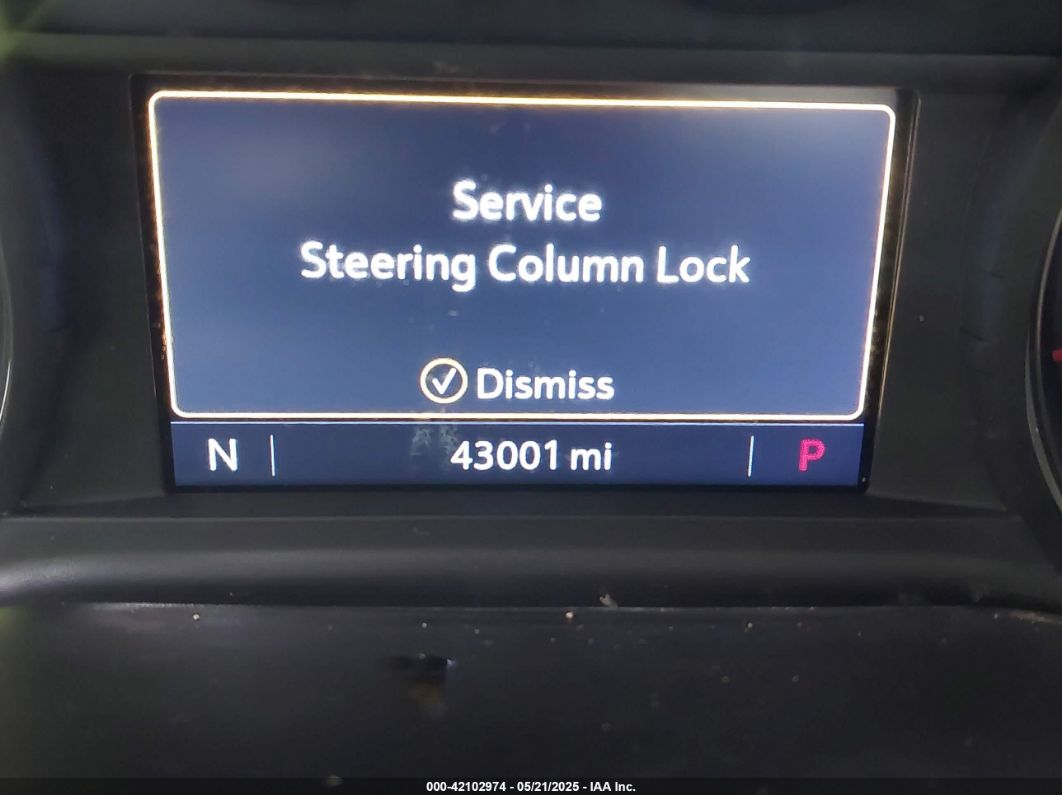 Service
Steering Column Lock
Dismiss
N 43001 mi P
000-42102974 - 05/21/2025 - IAA Inc.